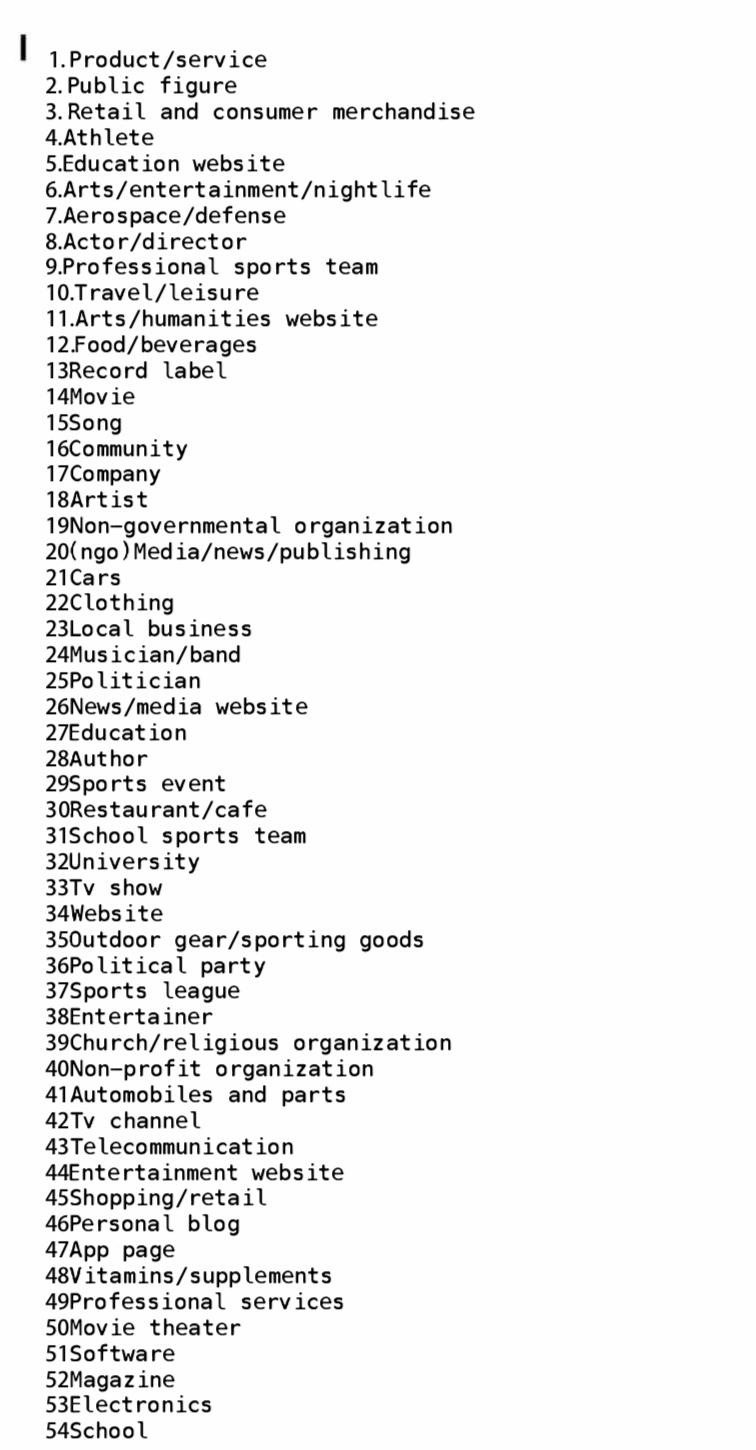 1.Product/service
2.Public figure
3.Retail and consumer merchandise
4.Athlete
5.Education website
6.Arts/entertainment/nightlife
7.Aerospace/defense
8.Actor/director
9.Professional sports team
10.Travel/leisure
11.Arts/humanities website
12.Food/beverages
13Record label
14Movie
15Song
16Community
17Company
18Artist
19Non-governmental organization
20(ngo)Media/news/publishing
21Cars
22Clothing
23Local business
24Musician/band
25Politician
26News/media website
27Education
28Author
29Sports event
30Restaurant/cafe
31School sports team
32University
33Tv show
34Website
35Outdoor gear/sporting goods
36Political party
37Sports league
38Entertainer
39Church/religious organization
40Non-profit organization
41Automobiles and parts
42Tv channel
43Telecommunication
44Entertainment website
45Shopping/retail
46Personal blog
47App page
48Vitamins/supplements
49Professional services
50Movie theater
51Software
52Magazine
53Electronics
54School